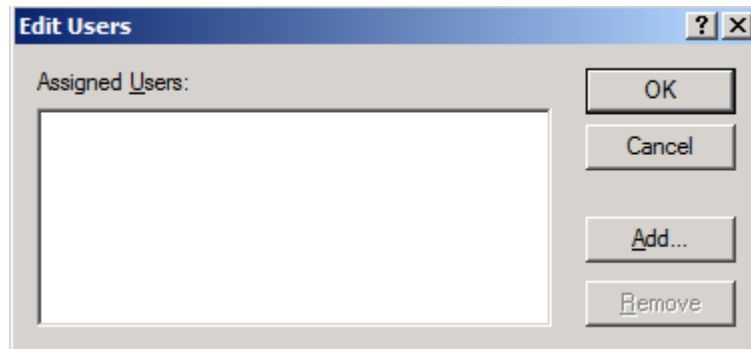 Edit Users
Assigned Users:
OK
Cancel
Add...
Remove